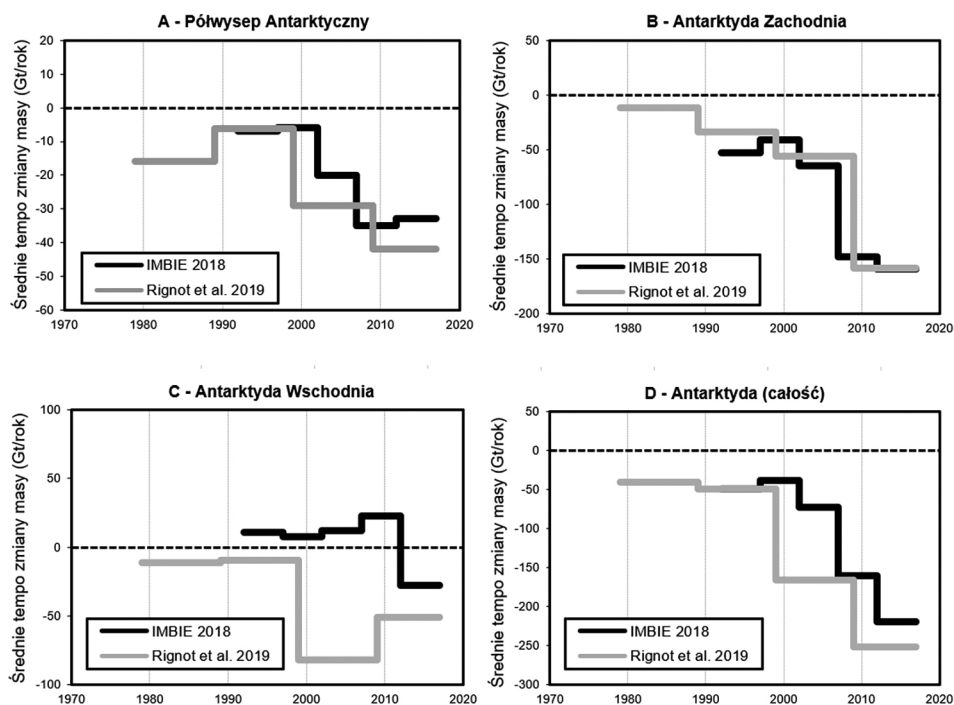 A - Półwysep Antarktyczny
Średnie tempo zmiany masy (Gt/rok)
20
10
0
-10
-20
-30
-40
-50
-60
IMBIE 2018
Rignot et al. 2019
1970 1980 1990 2000 2010 2020
B - Antarktyda Zachodnia
Średnie tempo zmiany masy (Gt/rok)
50
0
-50
-100
-150
-200
IMBIE 2018
Rignot et al. 2019
1970 1980 1990 2000 2010 2020
C - Antarktyda Wschodnia
Średnie tempo zmiany masy (Gt/rok)
100
50
0
-50
-100
IMBIE 2018
Rignot et al. 2019
1970 1980 1990 2000 2010 2020
D - Antarktyda (całość)
Średnie tempo zmiany masy (Gt/rok)
50
0
-50
-100
-150
-200
-250
-300
IMBIE 2018
Rignot et al. 2019
1970 1980 1990 2000 2010 2020